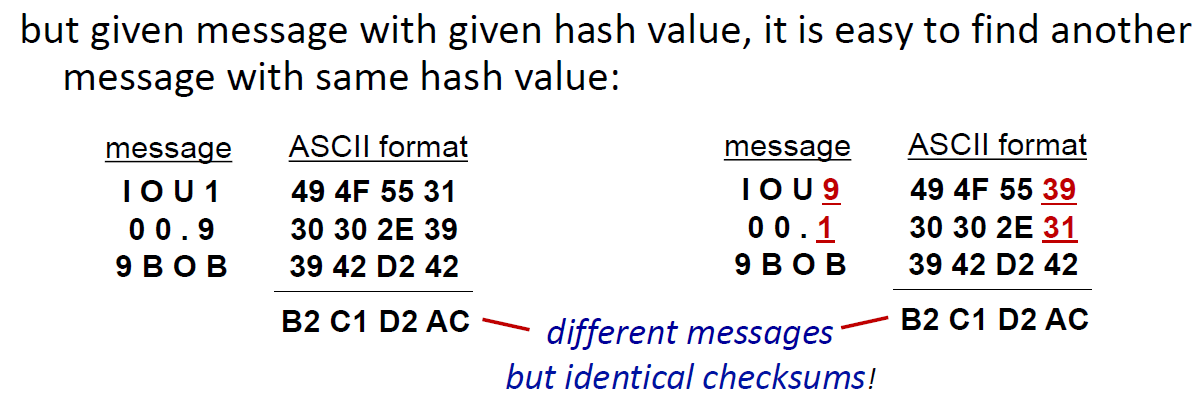 but given message with given hash value, it is easy to find another
message with same hash value:
message ASCII format message ASCII format
I O U 1 49 4F 55 31 I O U 9 49 4F 55 39
0 0 . 9 30 30 2E 39 0 0 . 1 30 30 2E 31
9 B O B 39 42 D2 42 9 B O B 39 42 D2 42
B2 C1 D2 AC different messages B2 C1 D2 AC
but identical checksums!